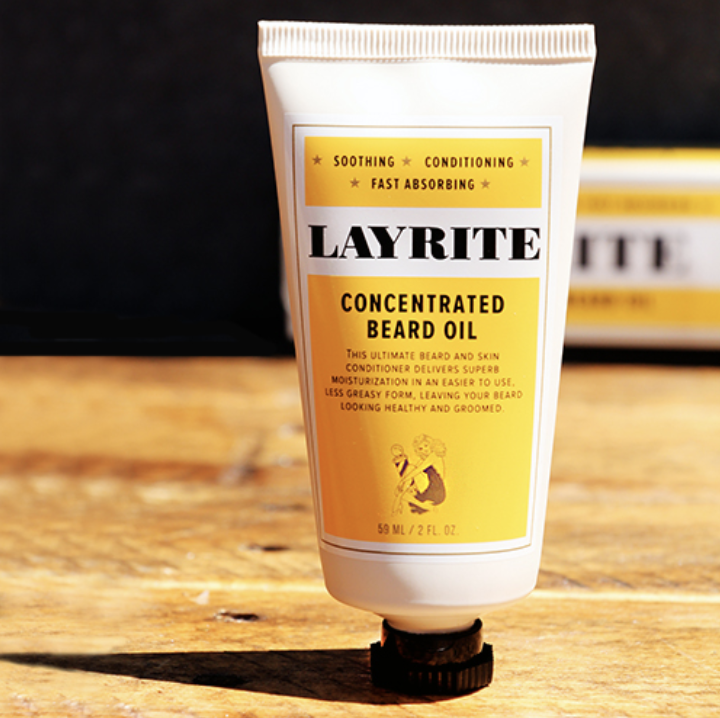 ★ SOOTHING ★ CONDITIONING ★
★ FAST ABSORBING ★
LAYRITE
CONCENTRATED
BEARD OIL
THIS ULTIMATE BEARD AND SKIN
CONDITIONER DELIVERS SUPERB
MOISTURIZATION IN AN EASIER TO USE,
LESS GREASY FORM, LEAVING YOUR BEARD
LOOKING HEALTHY AND GROOMED.
59 ML / 2 FL. OZ.
ITE